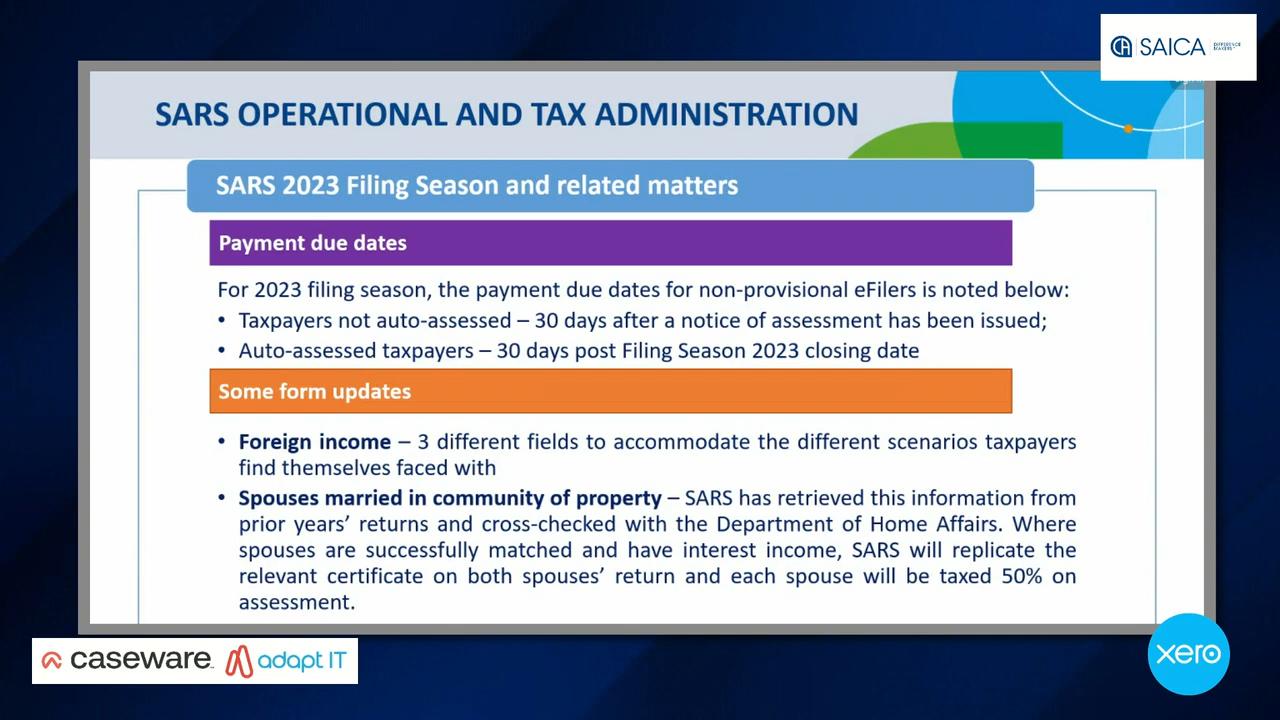 SAICA
DIFFERENCE
MAKERS
SARS OPERATIONAL AND TAX ADMINISTRATION
SARS 2023 Filing Season and related matters
Payment due dates
For 2023 filing season, the payment due dates for non-provisional eFilers is noted below:
• Taxpayers not auto-assessed – 30 days after a notice of assessment has been issued;
• Auto-assessed taxpayers – 30 days post Filing Season 2023 closing date
Some form updates
• Foreign income – 3 different fields to accommodate the different scenarios taxpayers
find themselves faced with
• Spouses married in community of property – SARS has retrieved this information from
prior years’ returns and cross-checked with the Department of Home Affairs. Where
spouses are successfully matched and have interest income, SARS will replicate the
relevant certificate on both spouses’ return and each spouse will be taxed 50% on
assessment.
caseware adapt IT
xero